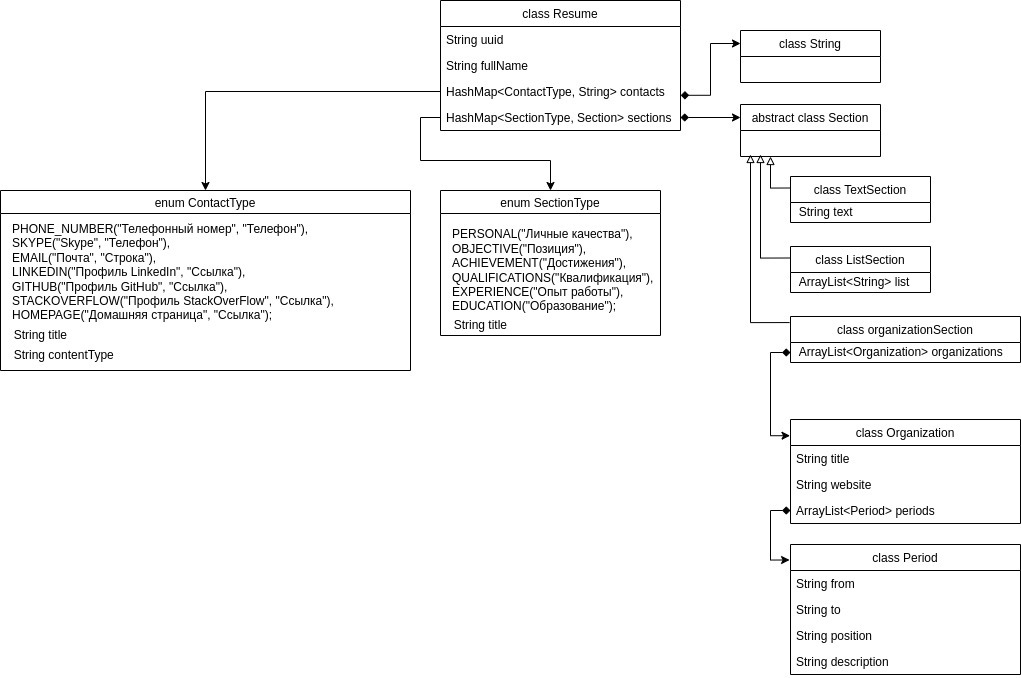 class Resume
String uuid
String fullName
HashMap<ContactType, String> contacts
HashMap<SectionType, Section> sections
class String
abstract class Section
class TextSection
String text
class ListSection
ArrayList<String> list
class organizationSection
ArrayList<Organization> organizations
class Organization
String title
String website
ArrayList<Period> periods
class Period
String from
String to
String position
String description
enum ContactType
PHONE_NUMBER("Телефонный номер", "Телефон"),
SKYPE("Skype", "Телефон"),
EMAIL("Почта", "Строка"),
LINKEDIN("Профиль LinkedIn", "Ссылка"),
GITHUB("Профиль GitHub", "Ссылка"),
STACKOVERFLOW("Профиль StackOverFlow", "Ссылка"),
HOMEPAGE("Домашняя страница", "Ссылка");
String title
String contentType
enum SectionType
PERSONAL("Личные качества"),
OBJECTIVE("Позиция"),
ACHIEVEMENT("Достижения"),
QUALIFICATIONS("Квалификация"),
EXPERIENCE("Опыт работы"),
EDUCATION("Образование");
String title